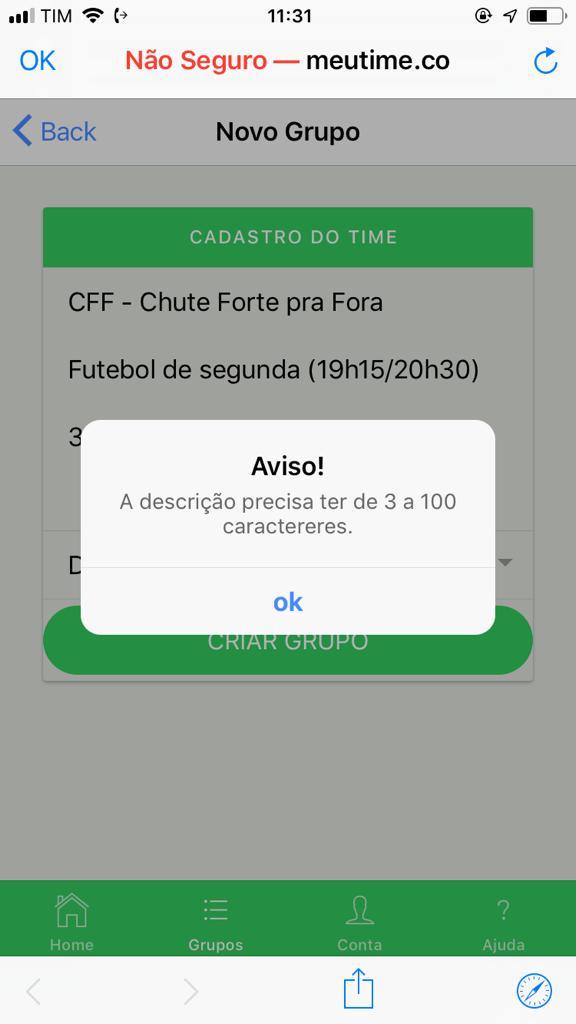 TIM 11:31
OK Não Seguro — meutime.co
Back Novo Grupo
CADASTRO DO TIME
CFF - Chute Forte pra Fora
Futebol de segunda (19h15/20h30)
3
Aviso!
A descrição precisa ter de 3 a 100
caractereres.
D
ok
CRIAR GRUPO
Home Grupos Conta Ajuda